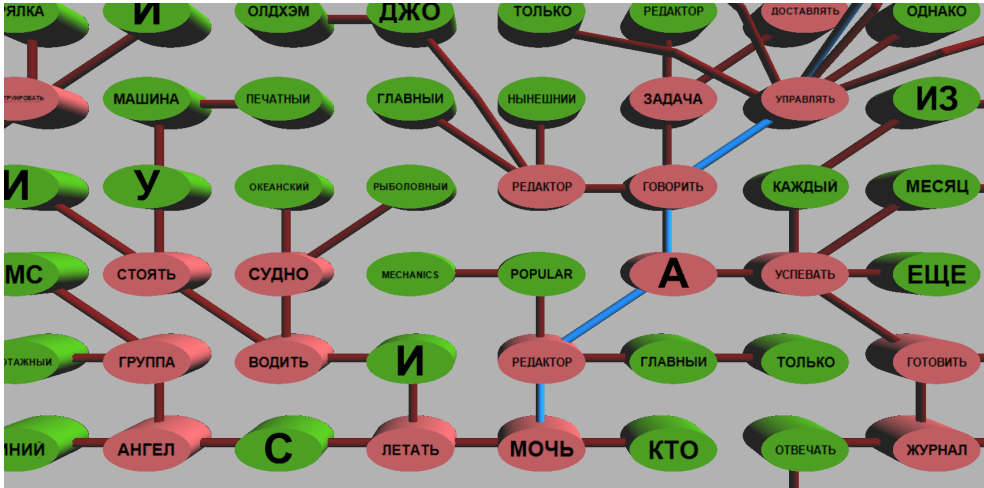 И ОЛДХЭМ ДЖО ТОЛЬКО РЕДАКТОР ДОСТАВЛЯТЬ ОДНАКО
МАШИНА ПЕЧАТНЫЙ ГЛАВНЫЙ НЫНЕШНИЙ ЗАДАЧА УПРАВЛЯТЬ ИЗ
И У ОКЕАНСКИЙ РЫБОЛОВНЫЙ РЕДАКТОР ГОВОРИТЬ КАЖДЫЙ МЕСЯЦ
МС СТОЯТЬ СУДНО MECHANICS POPULAR А УСПЕВАТЬ ЕЩЕ
ГРУППА ВОДИТЬ И РЕДАКТОР ГЛАВНЫЙ ТОЛЬКО ГОТОВИТЬ
АНГЕЛ С ЛЕТАТЬ МОЧЬ КТО ОТВЕЧАТЬ ЖУРНАЛ